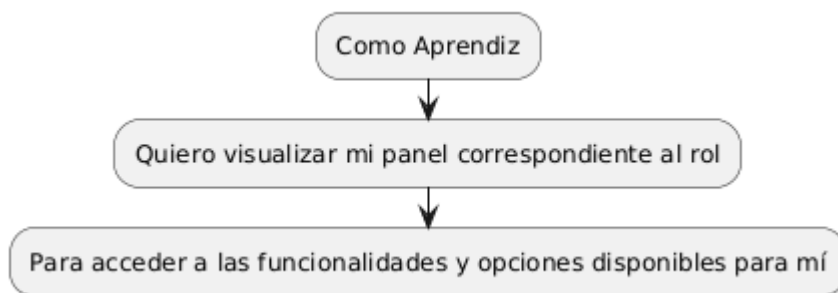 Como Aprendiz
Quiero visualizar mi panel correspondiente al rol
Para acceder a las funcionalidades y opciones disponibles para mí